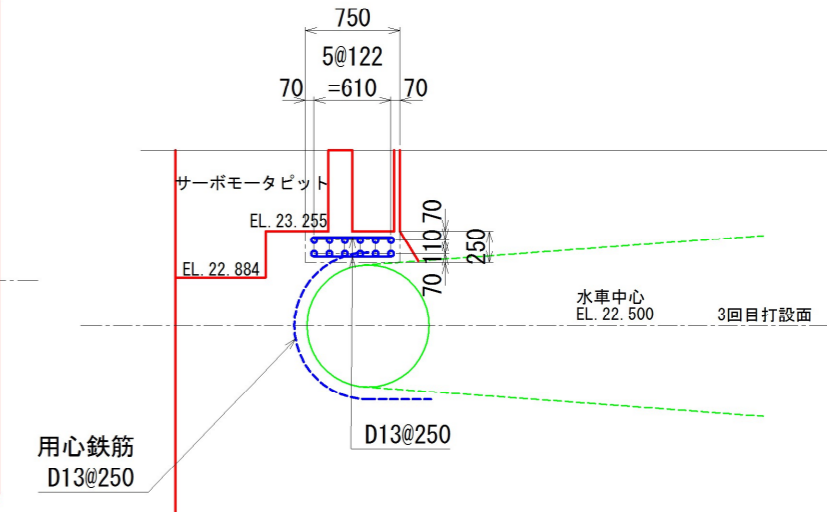 750
5@122
70 =610 70
サーボモータピット
EL.23.255
EL.22.884
70
110
70
250
水車中心
EL.22.500
3回目打設面
用心鉄筋
D13@250
D13@250